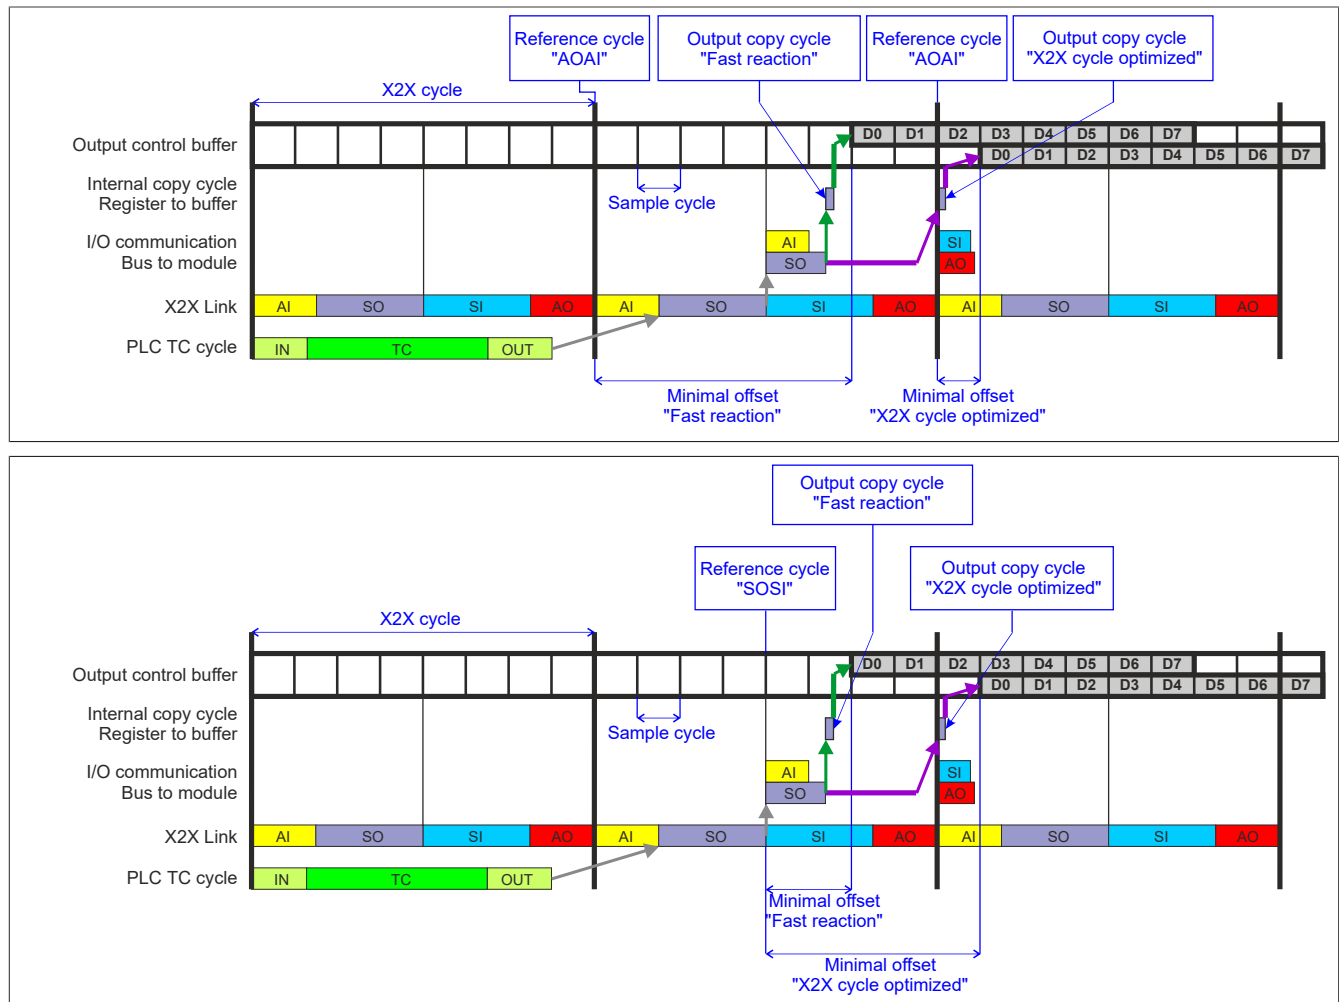 Reference cycle
"AOAI"
Output copy cycle
"Fast reaction"
Reference cycle
"AOAI"
Output copy cycle
"X2X cycle optimized"
X2X cycle
Output control buffer
D0 D1 D2 D3 D4 D5 D6 D7
D0 D1 D2 D3 D4 D5 D6 D7
Internal copy cycle
Register to buffer
Sample cycle
I/O communication
Bus to module
AI
SO
SI
AO
X2X Link
AI SO SI AO AI SO SI AO AI SO SI AO
PLC TC cycle
IN TC OUT
Minimal offset
"Fast reaction"
Minimal offset
"X2X cycle optimized"
Output copy cycle
"Fast reaction"
Reference cycle
"SOSI"
Output copy cycle
"X2X cycle optimized"
X2X cycle
Output control buffer
D0 D1 D2 D3 D4 D5 D6 D7
D0 D1 D2 D3 D4 D5 D6 D7
Internal copy cycle
Register to buffer
Sample cycle
I/O communication
Bus to module
AI
SO
SI
AO
X2X Link
AI SO SI AO AI SO SI AO AI SO SI AO
PLC TC cycle
IN TC OUT
Minimal offset
"Fast reaction"
Minimal offset
"X2X cycle optimized"